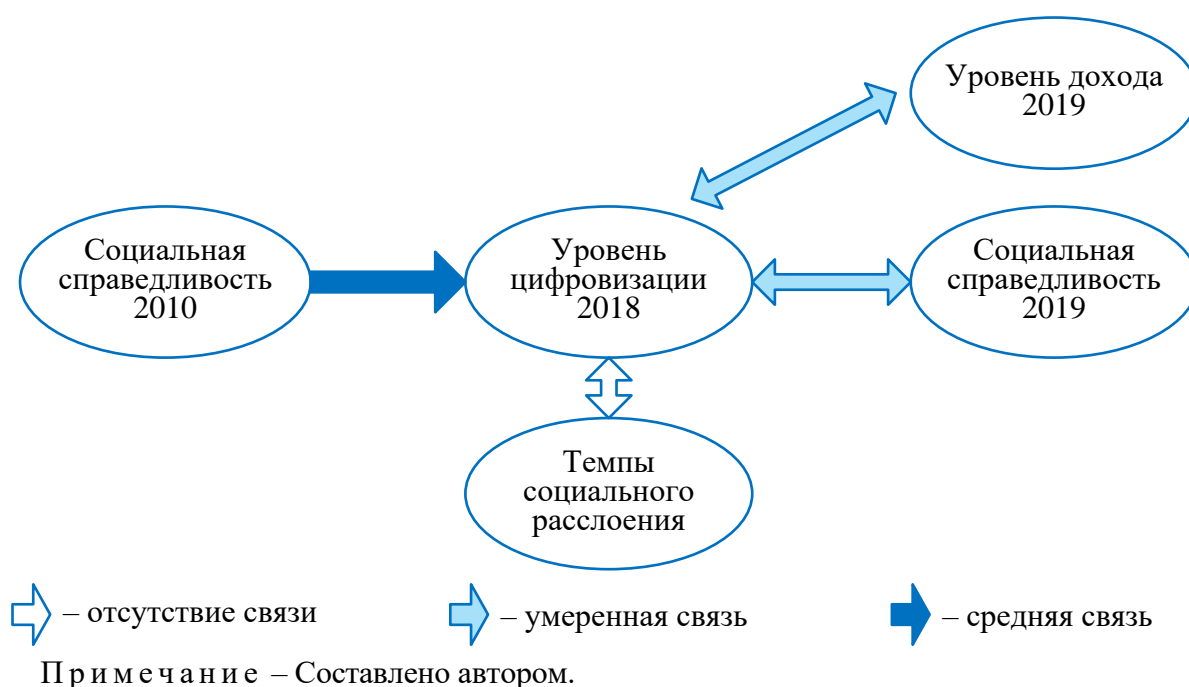 Уровень дохода
2019
Социальная
справедливость
2010
Уровень
цифровизации
2018
Социальная
справедливость
2019
Темпы
социального
расслоения
– отсутствие связи
– умеренная связь
– средняя связь
Примечание – Составлено автором.